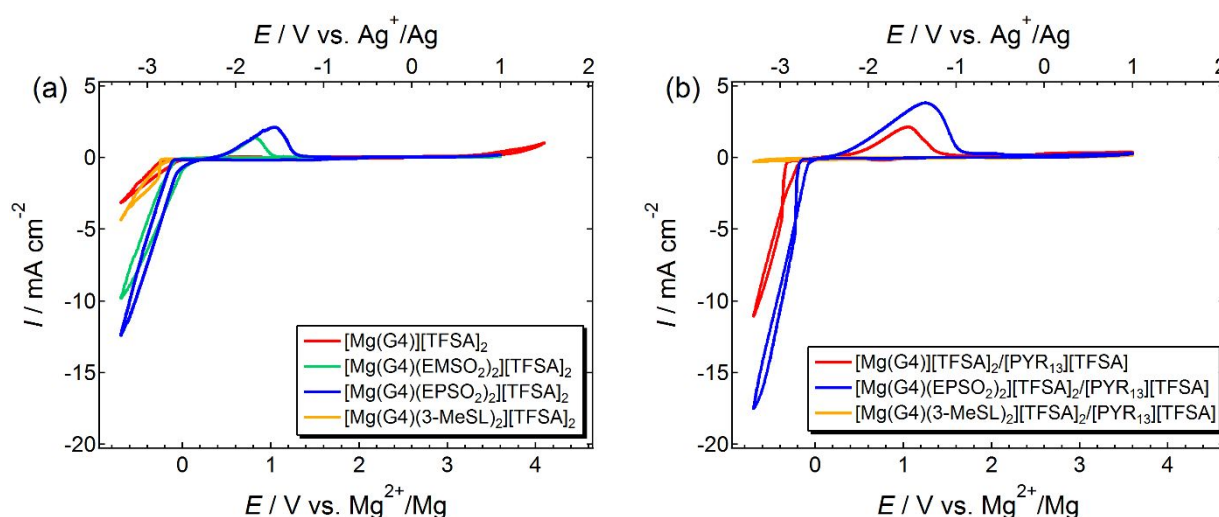 E / V vs. Ag⁺/Ag
-3 -2 -1 0 1 2
(a)
5
0
-5
-10
-15
-20
I / mA cm⁻²
[Mg(G4)][TFSA]₂
[Mg(G4)(EMSO₂)₂][TFSA]₂
[Mg(G4)(EPSO₂)₂][TFSA]₂
[Mg(G4)(3-MeSL)₂][TFSA]₂
0 1 2 3 4
E / V vs. Mg²⁺/Mg
E / V vs. Ag⁺/Ag
-3 -2 -1 0 1 2
(b)
5
0
-5
-10
-15
-20
I / mA cm⁻²
[Mg(G4)][TFSA]₂/[PYR₁₃][TFSA]
[Mg(G4)(EPSO₂)₂][TFSA]₂/[PYR₁₃][TFSA]
[Mg(G4)(3-MeSL)₂][TFSA]₂/[PYR₁₃][TFSA]
0 1 2 3 4
E / V vs. Mg²⁺/Mg